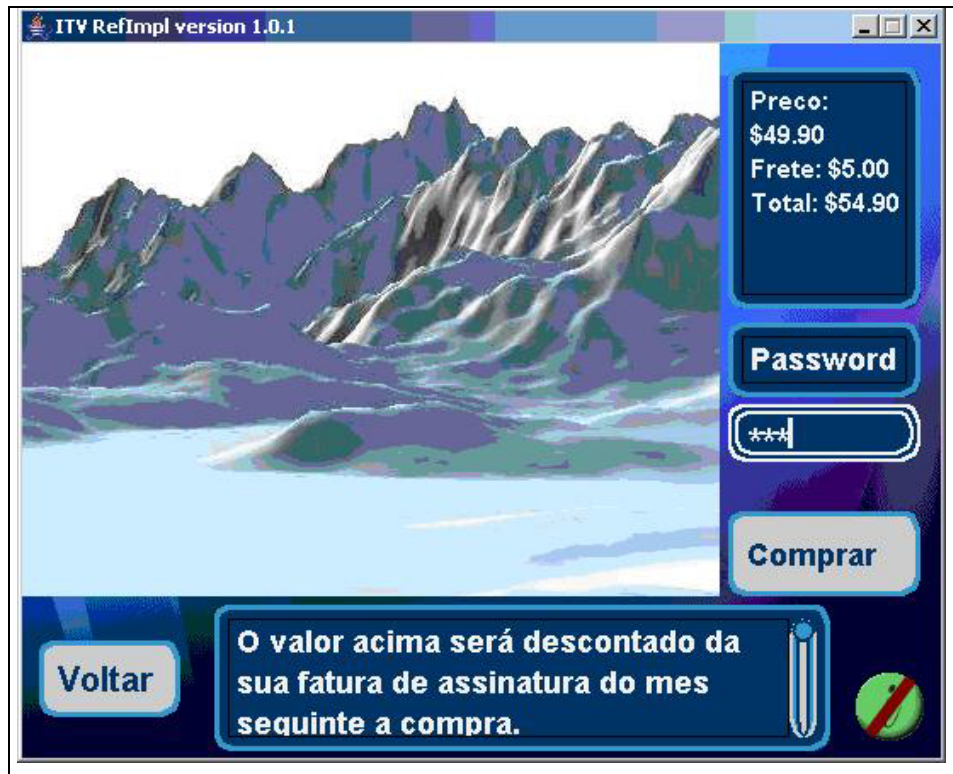 ITV RefImpl version 1.0.1
Preco:
$49.90
Frete: $5.00
Total: $54.90
Password
***
Comprar
Voltar
O valor acima será descontado da
sua fatura de assinatura do mes
seguinte a compra.